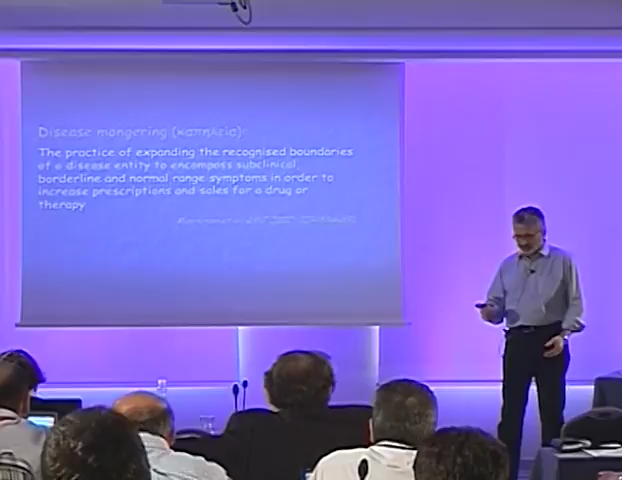 Disease mongering (καπηλεία):
The practice of expanding the recognised boundaries
of a disease entity to encompass subclinical,
borderline and normal range symptoms in order to
increase prescriptions and sales for a drug or
therapy